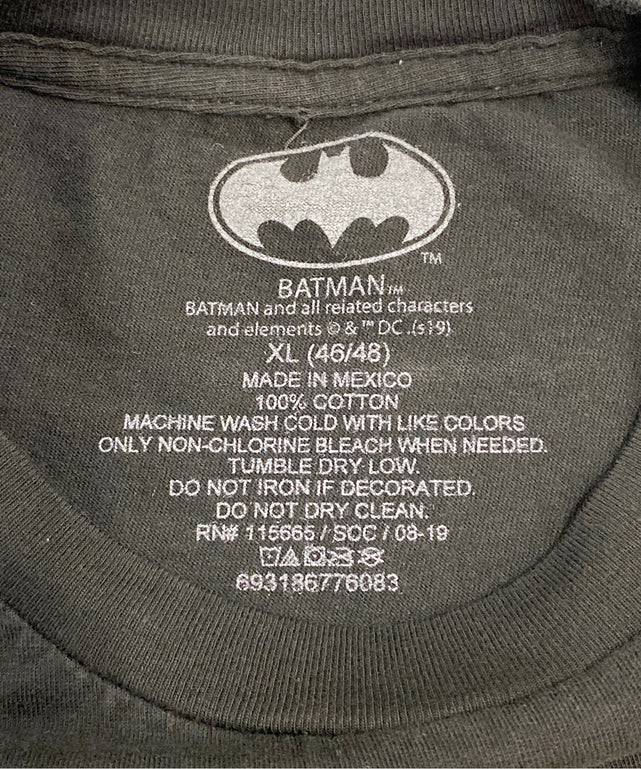 TM
BATMAN™
BATMAN and all related characters
and elements © & ™ DC .(s19)
XL (46/48)
MADE IN MEXICO
100% COTTON
MACHINE WASH COLD WITH LIKE COLORS
ONLY NON-CHLORINE BLEACH WHEN NEEDED.
TUMBLE DRY LOW.
DO NOT IRON IF DECORATED.
DO NOT DRY CLEAN.
RN# 115665 / SOC / 08-19
693186776083